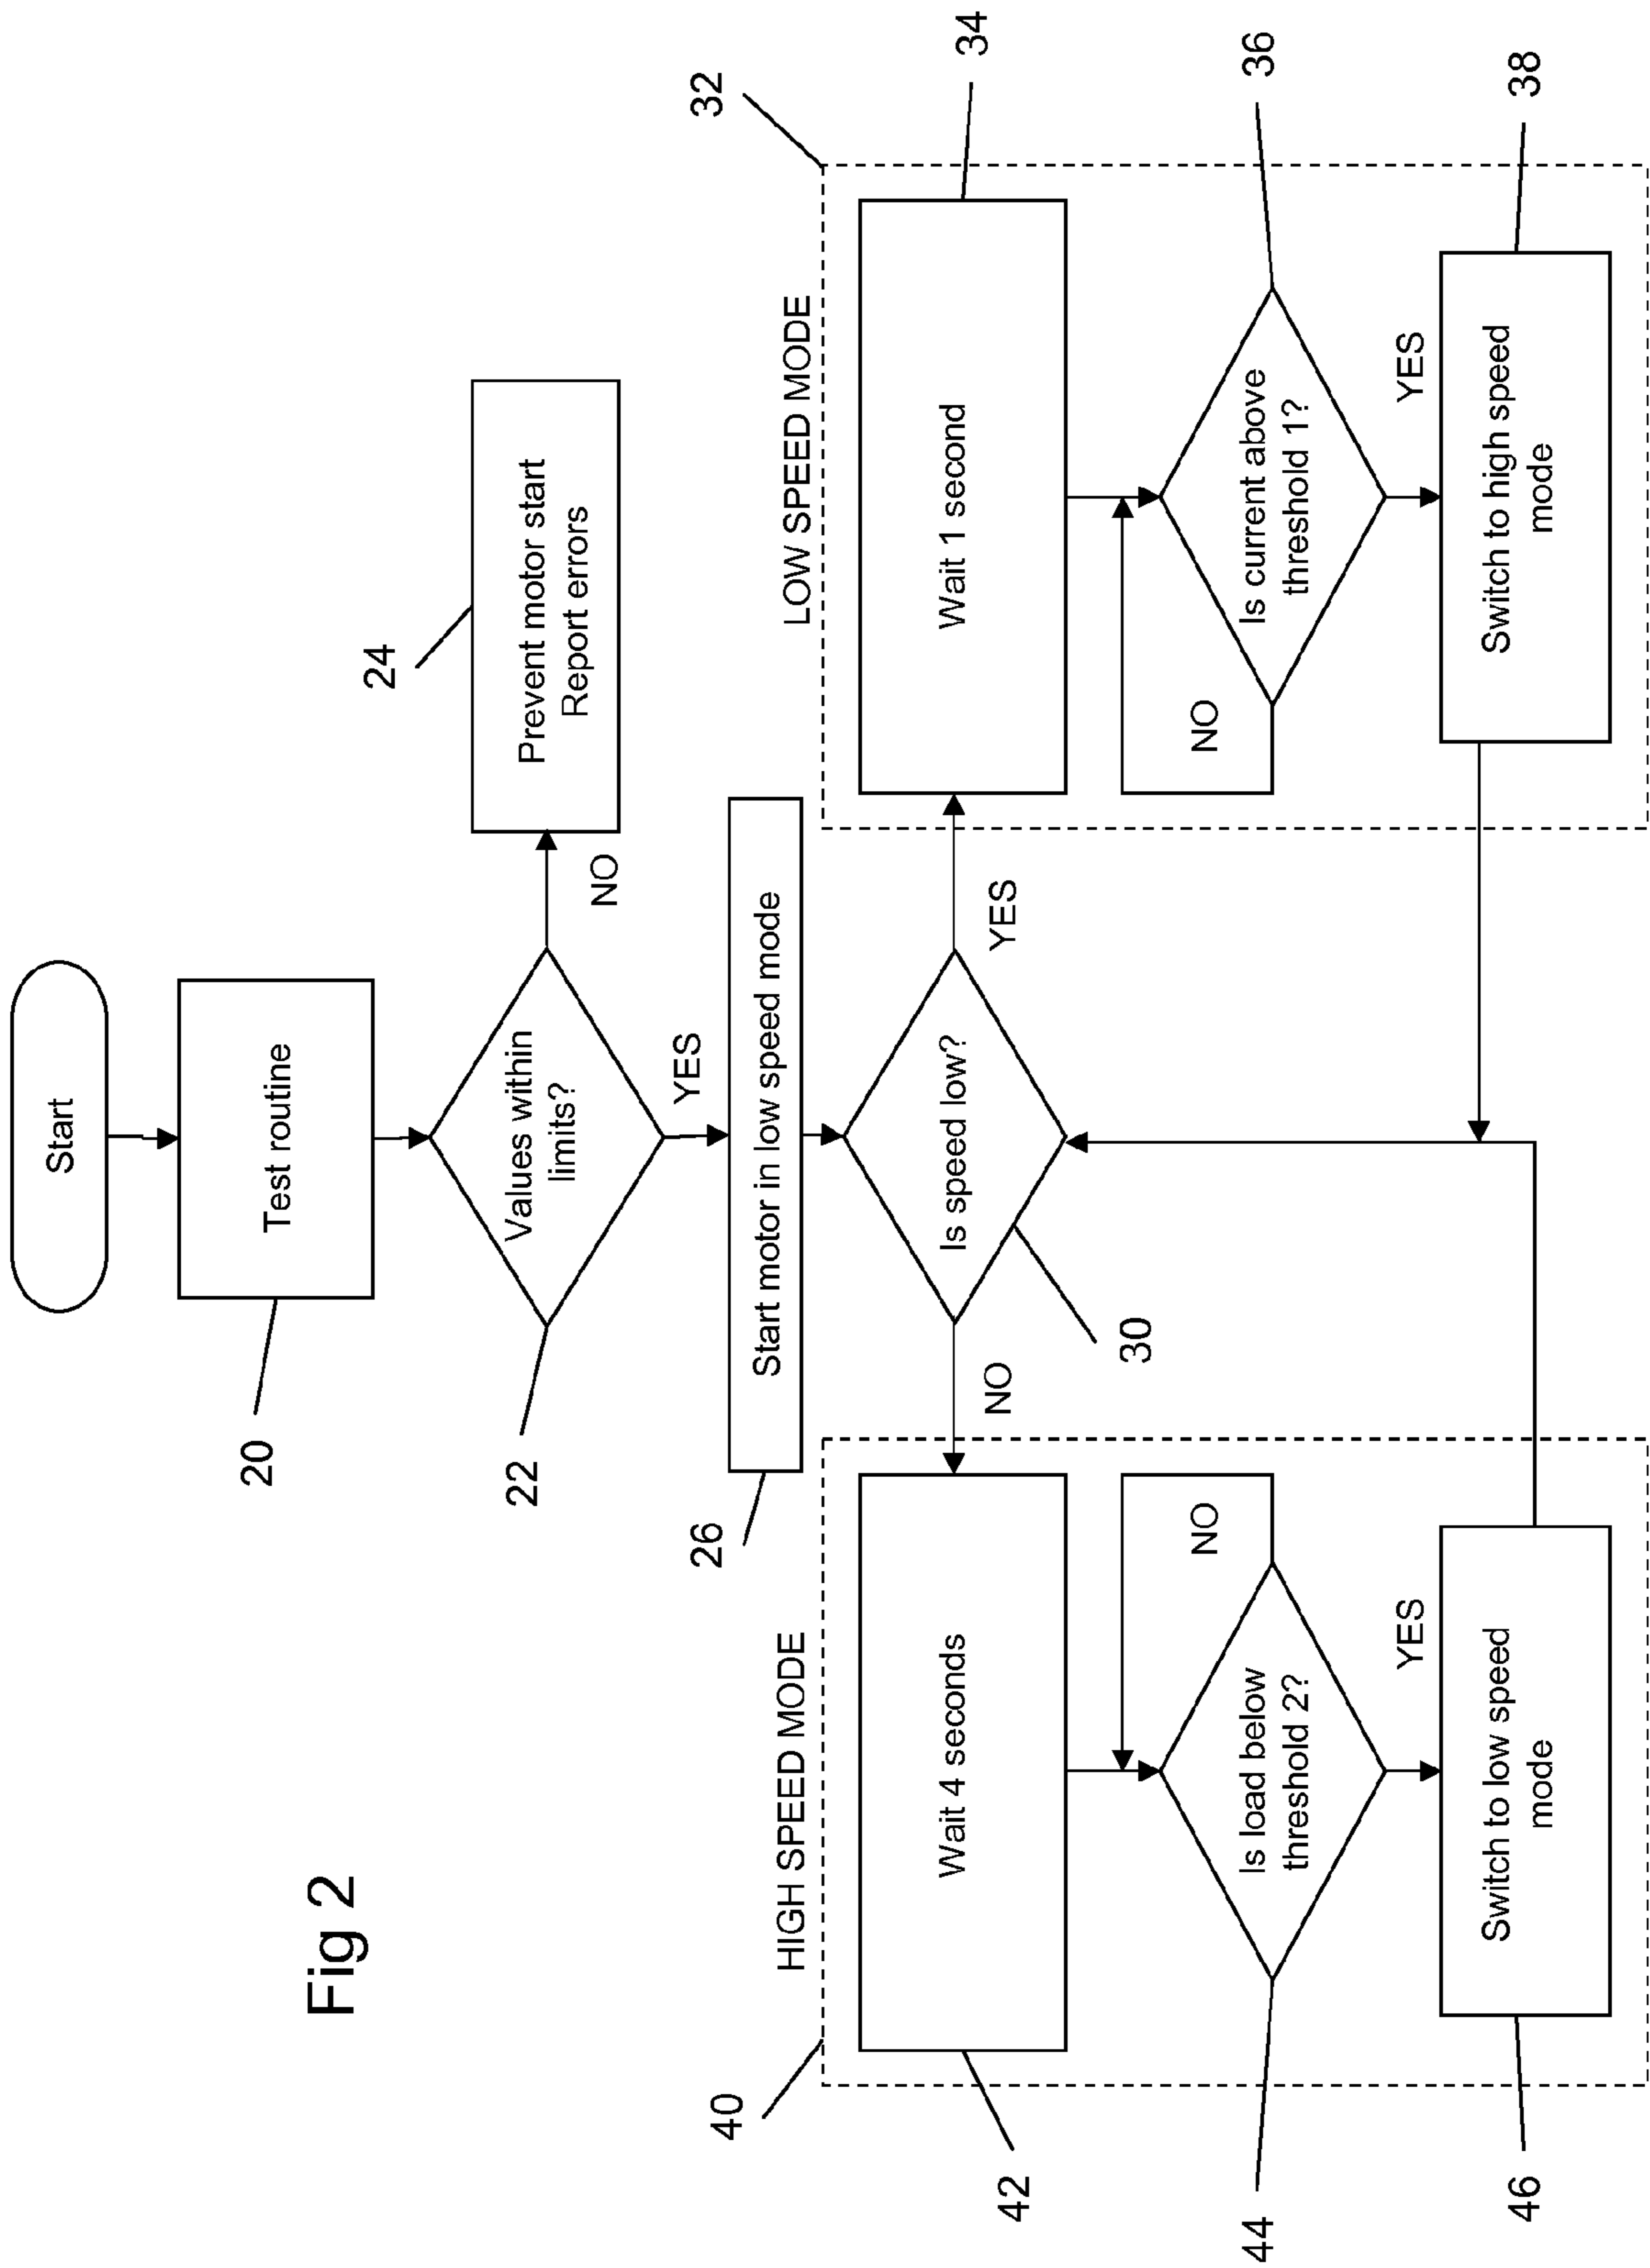 Fig 2
Start
20
Test routine
22
Values within
limits?
NO
24
Prevent motor start
Report errors
YES
26
Start motor in low speed mode
30
Is speed low?
NO
YES
40
HIGH SPEED MODE
42
Wait 4 seconds
44
Is load below
threshold 2?
NO
YES
46
Switch to low speed
mode
32
LOW SPEED MODE
34
Wait 1 second
36
Is current above
threshold 1?
NO
YES
38
Switch to high speed
mode